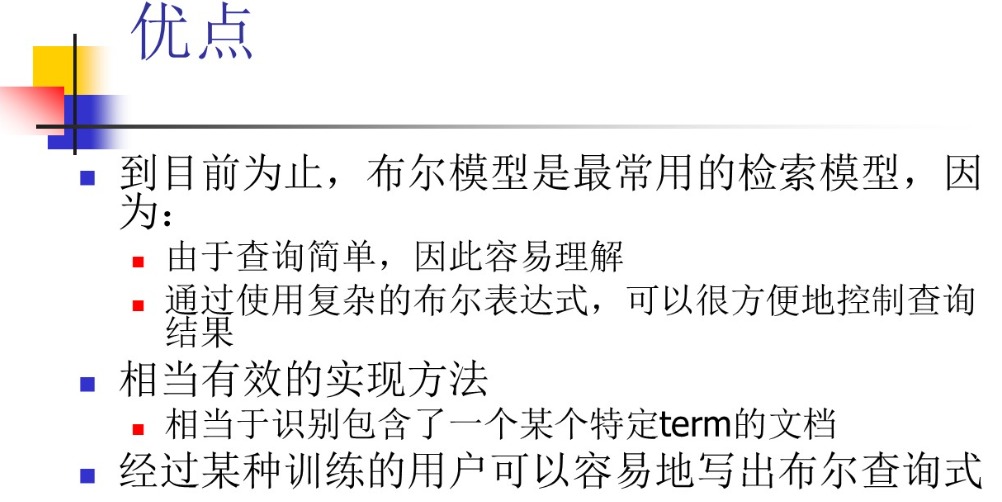 优点
到目前为止，布尔模型是最常用的检索模型，因
为：
由于查询简单，因此容易理解
通过使用复杂的布尔表达式，可以很方便地控制查询
结果
相当有效的实现方法
相当于识别包含了一个某个特定term的文档
经过某种训练的用户可以容易地写出布尔查询式